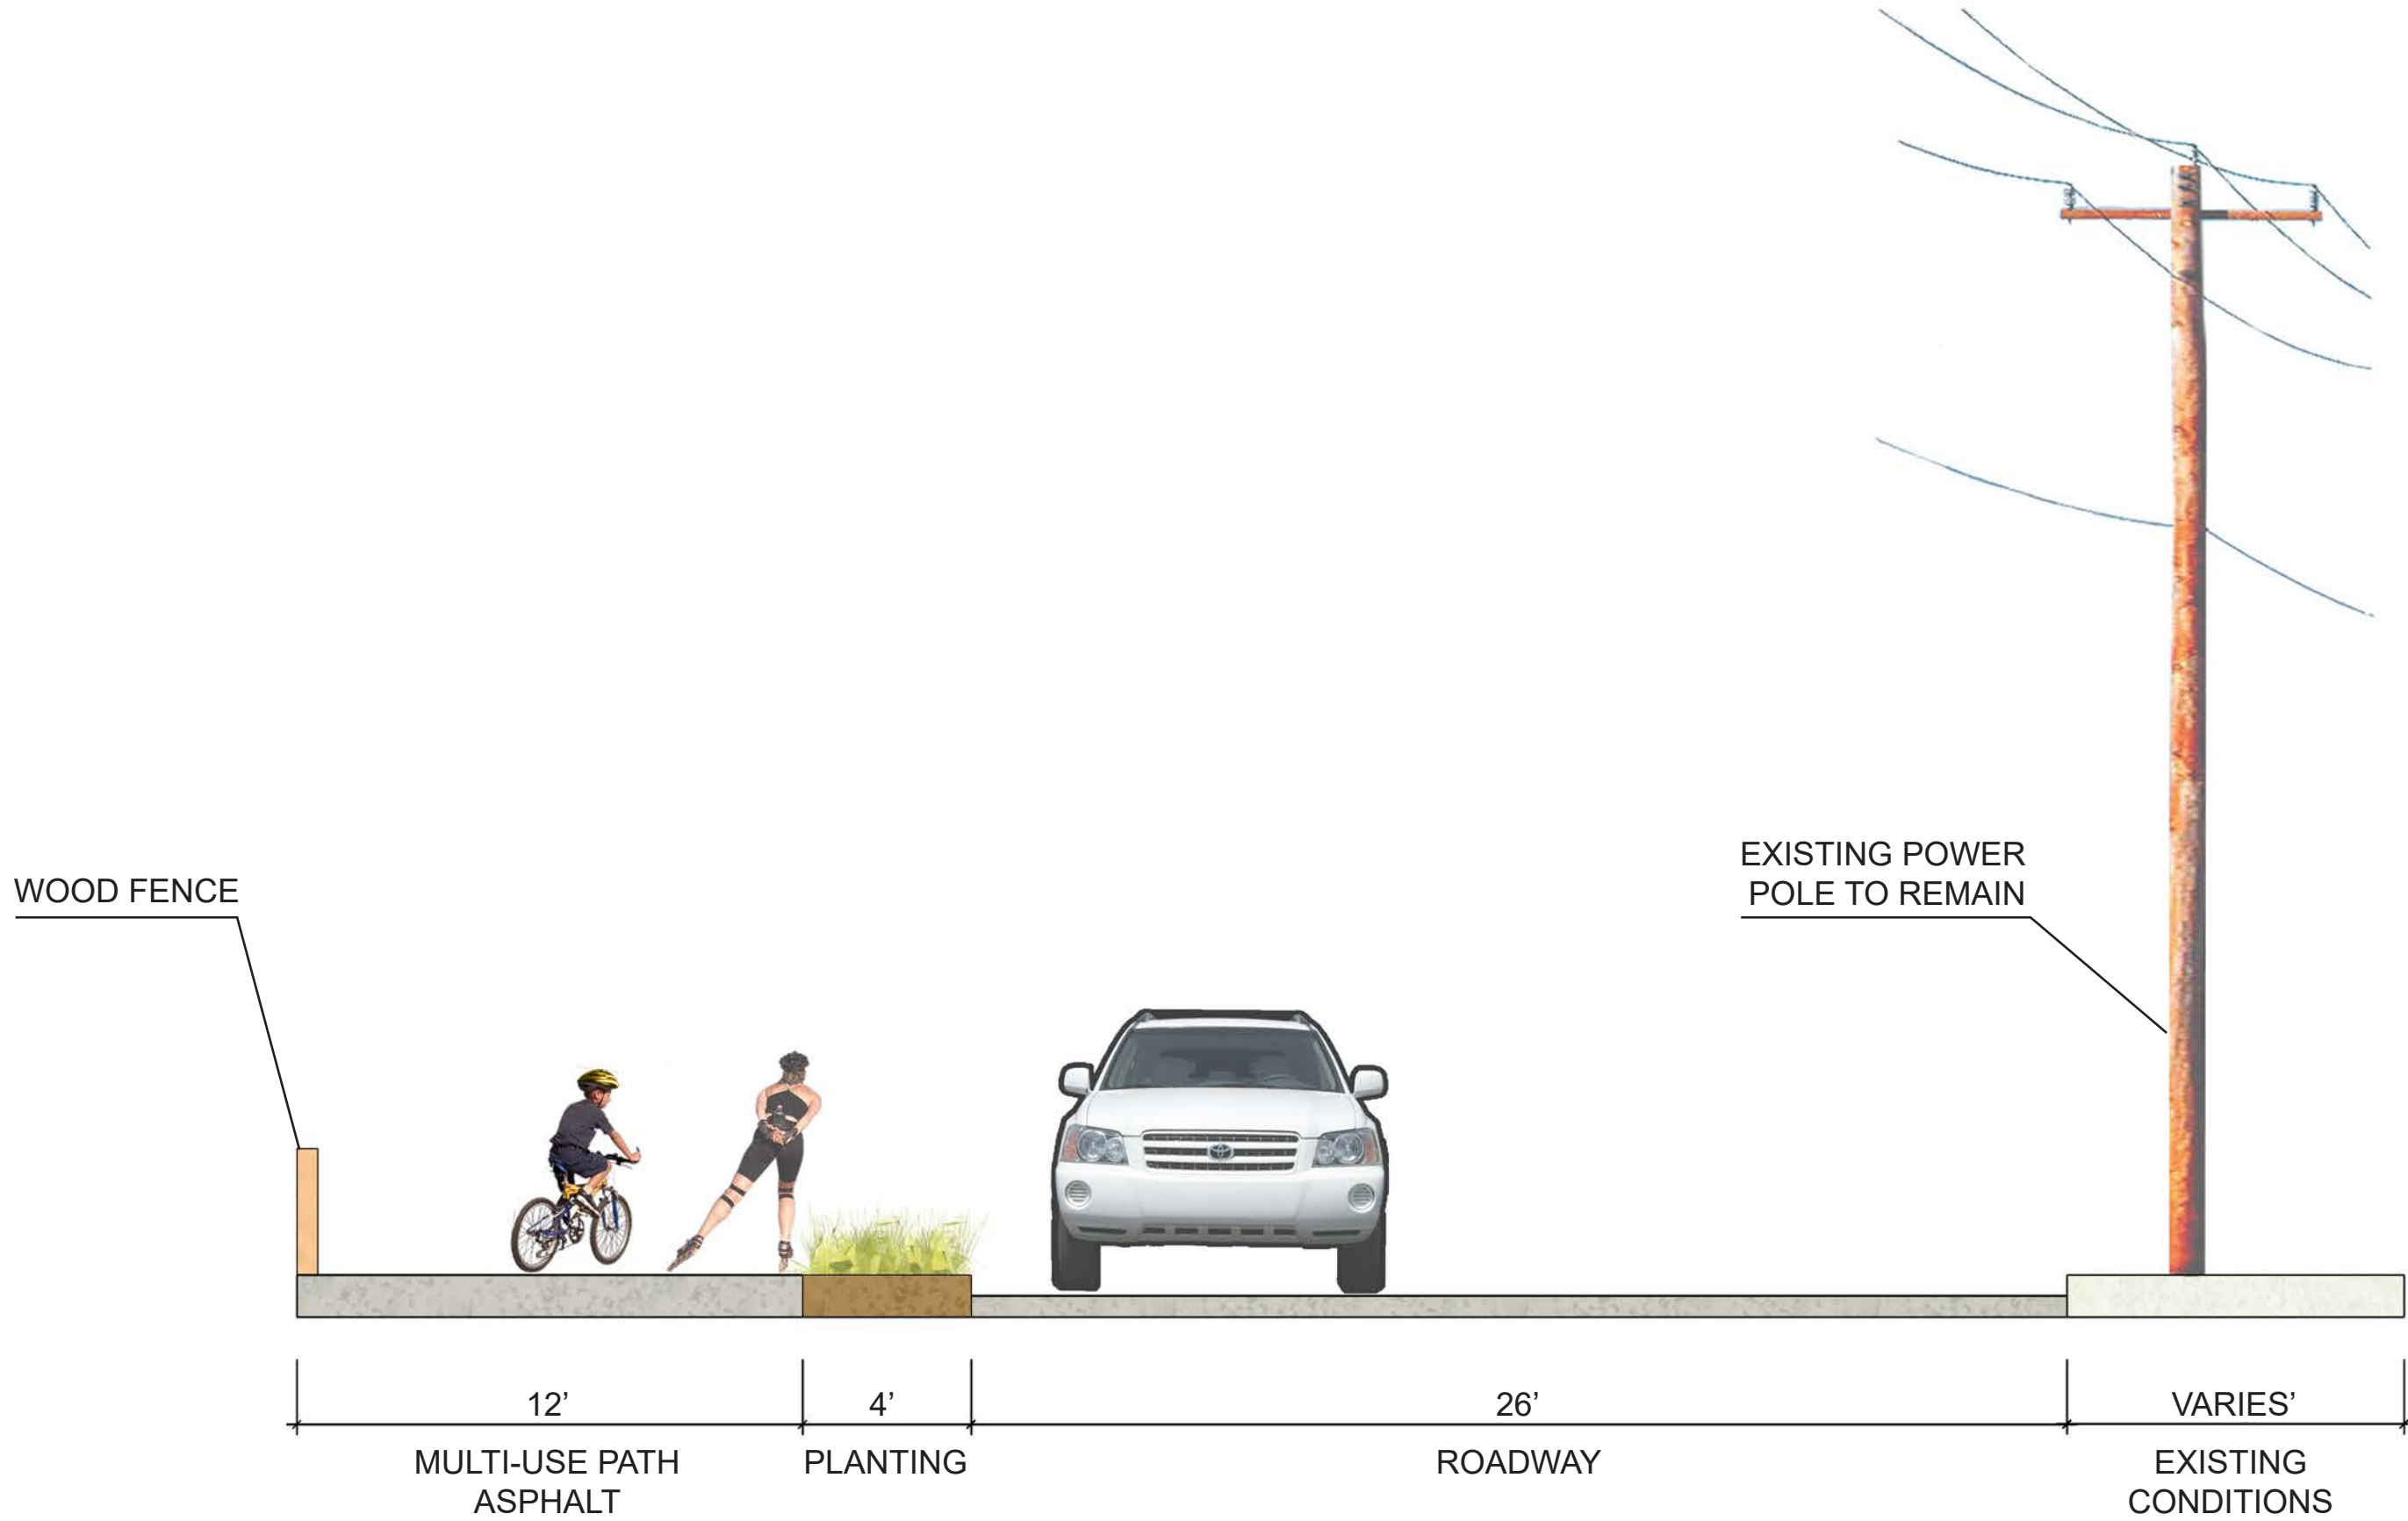 WOOD FENCE
EXISTING POWER
POLE TO REMAIN
12’
4’
26’
VARIES’
MULTI-USE PATH
ASPHALT
PLANTING
ROADWAY
EXISTING
CONDITIONS